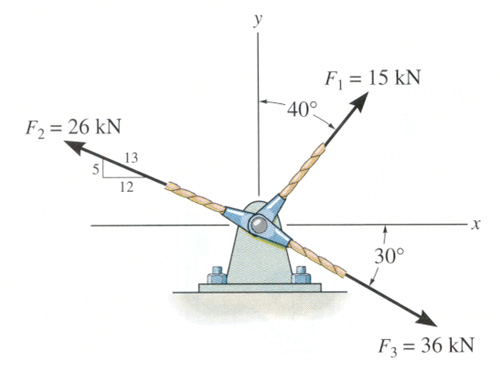 y
F₁ = 15 kN
40°
F₂ = 26 kN
13
5
12
x
30°
F₃ = 36 kN